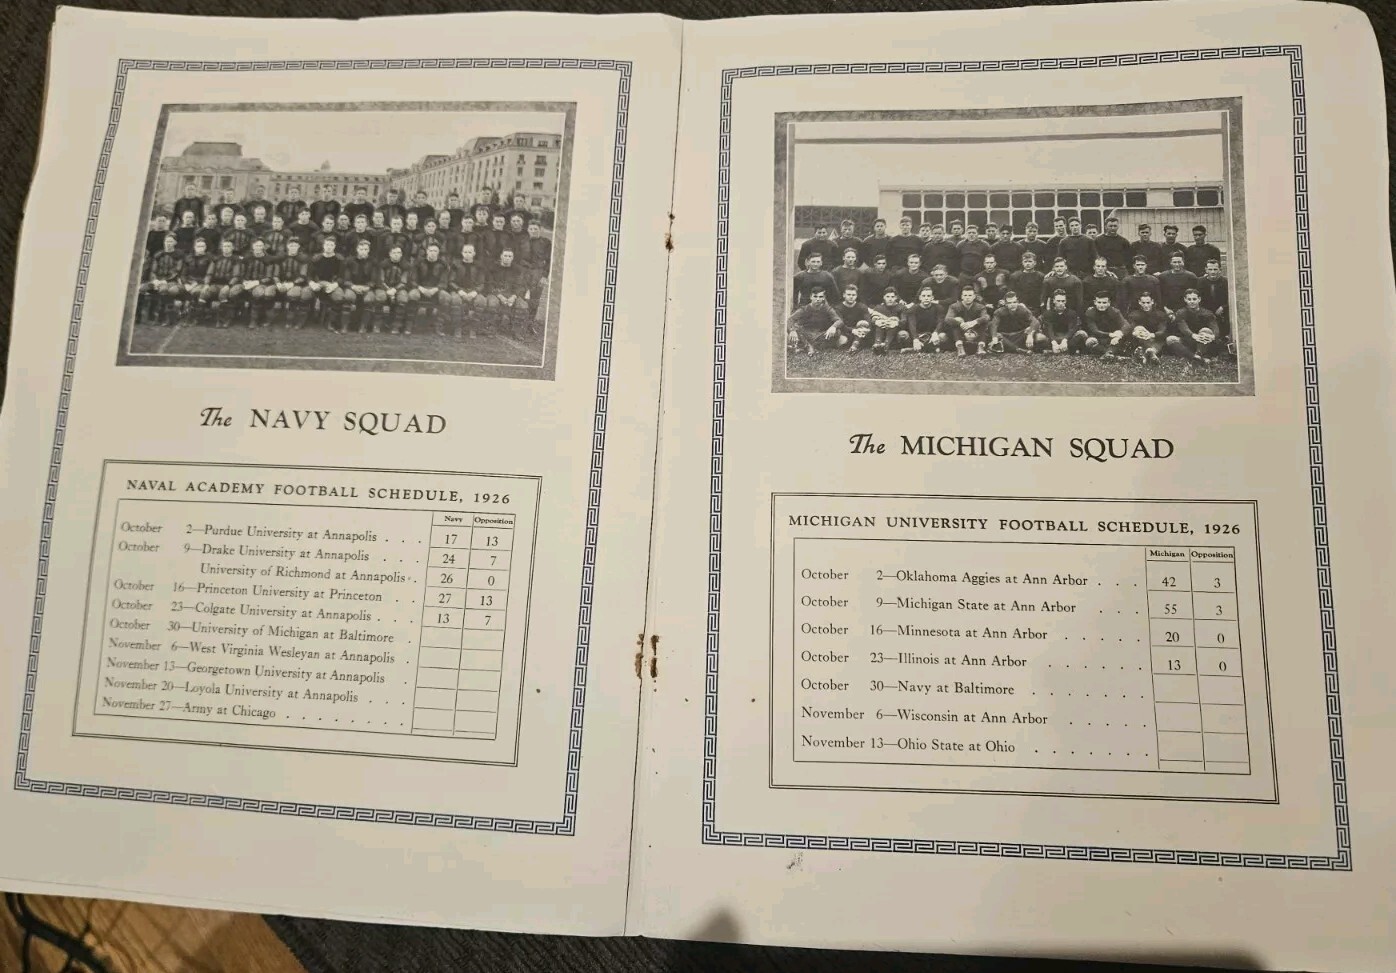 The NAVY SQUAD
NAVAL ACADEMY FOOTBALL SCHEDULE, 1926
Navy Opposition
October 2—Purdue University at Annapolis . . . 17 13
October 9—Drake University at Annapolis . . . 24 7
University of Richmond at Annapolis . . 26 0
October 16—Princeton University at Princeton . . 27 13
October 23—Colgate University at Annapolis . . . 13 7
October 30—University of Michigan at Baltimore .
November 6—West Virginia Wesleyan at Annapolis .
November 13—Georgetown University at Annapolis .
November 20—Loyola University at Annapolis . . .
November 27—Army at Chicago . . . . . . . .
The MICHIGAN SQUAD
MICHIGAN UNIVERSITY FOOTBALL SCHEDULE, 1926
Michigan Opposition
October 2—Oklahoma Aggies at Ann Arbor . . . 42 3
October 9—Michigan State at Ann Arbor . . . 55 3
October 16—Minnesota at Ann Arbor . . . . . 20 0
October 23—Illinois at Ann Arbor . . . . . . 13 0
October 30—Navy at Baltimore . . . . . . .
November 6—Wisconsin at Ann Arbor . . . . .
November 13—Ohio State at Ohio . . . . . . .